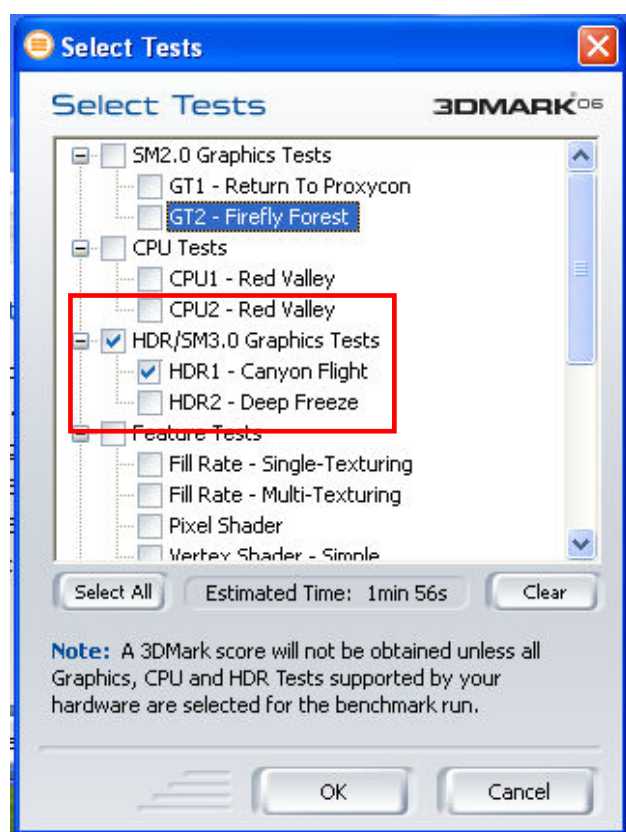 Select Tests
Select Tests 3DMARK06
SM2.0 Graphics Tests
GT1 - Return To Proxycon
GT2 - Firefly Forest
CPU Tests
CPU1 - Red Valley
CPU2 - Red Valley
HDR/SM3.0 Graphics Tests
HDR1 - Canyon Flight
HDR2 - Deep Freeze
Feature Tests
Fill Rate - Single-Texturing
Fill Rate - Multi-Texturing
Pixel Shader
Vertex Shader - Simple
Select All Estimated Time: 1min 56s Clear
Note: A 3DMark score will not be obtained unless all
Graphics, CPU and HDR Tests supported by your
hardware are selected for the benchmark run.
OK Cancel